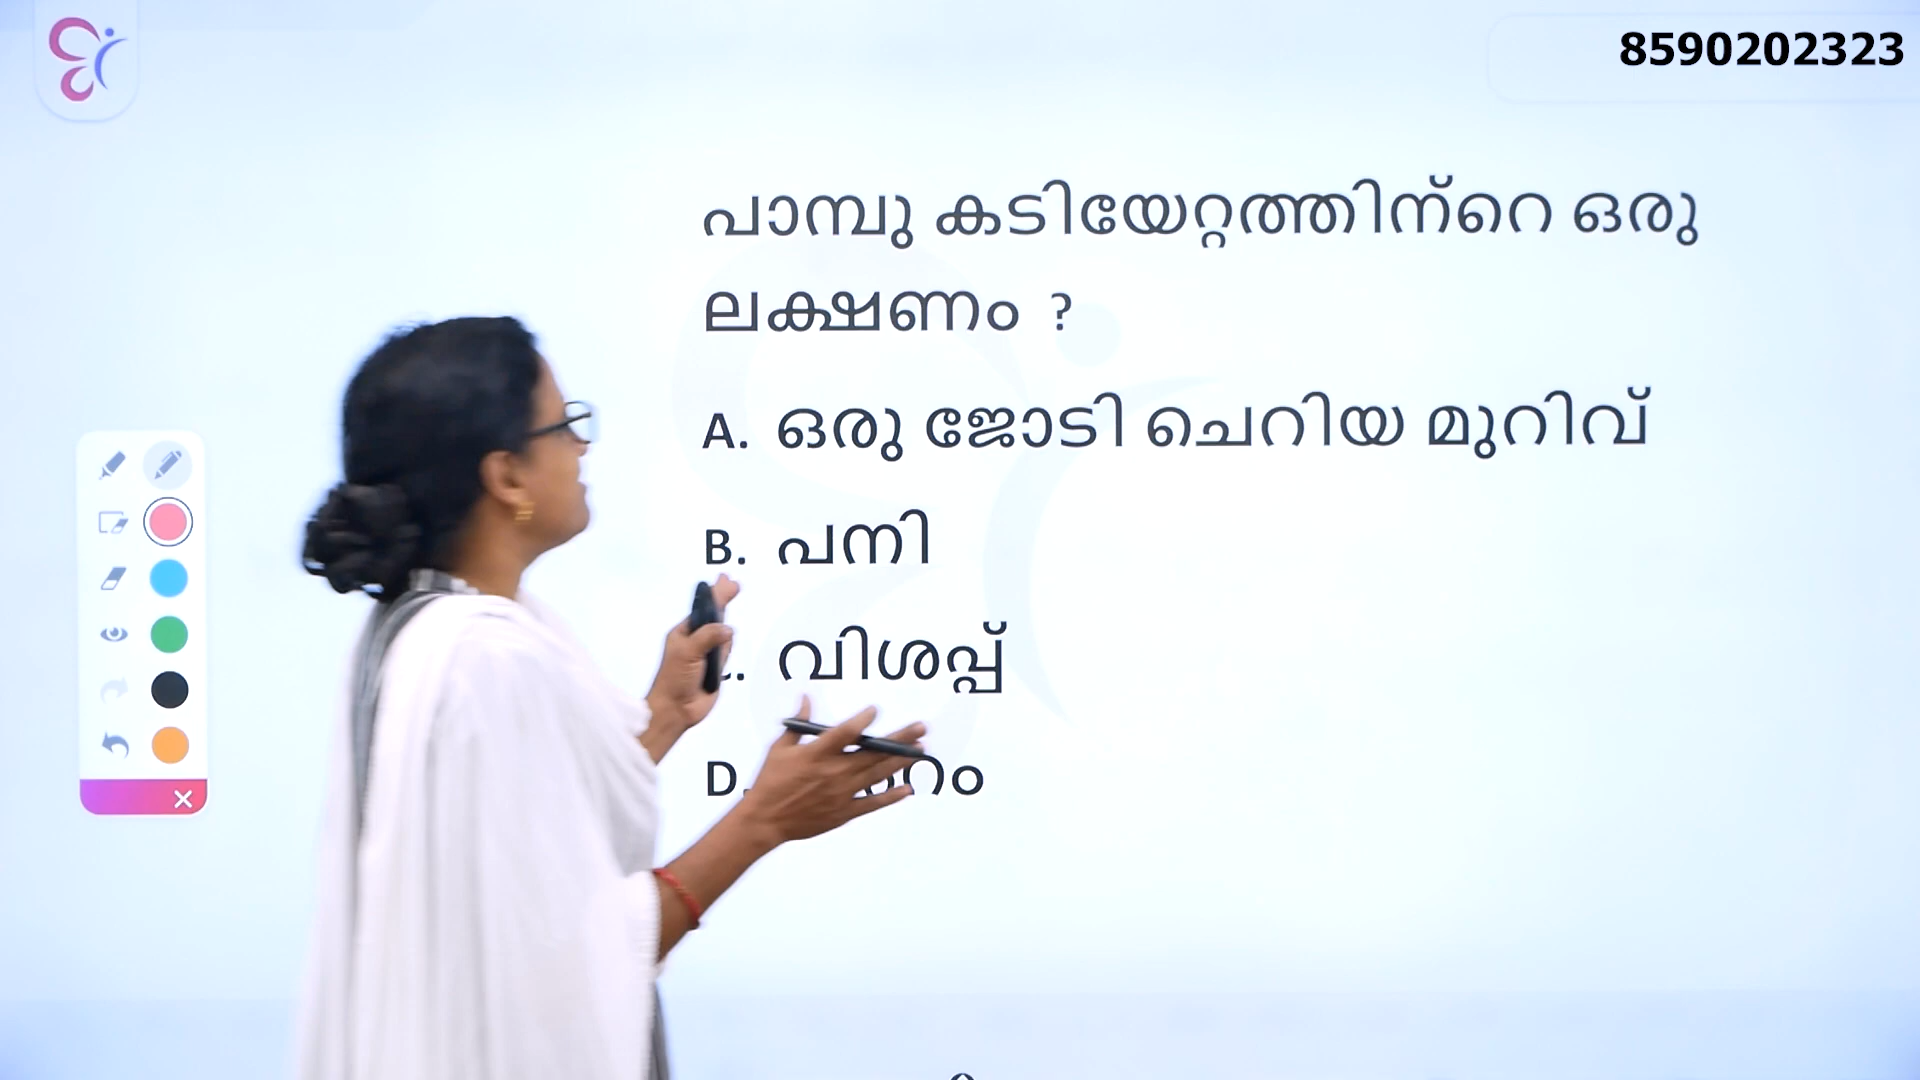 8590202323
പാമ്പു കടിയേറ്റത്തിന്റെ ഒരു
ലക്ഷണം ?
A. ഒരു ജോടി ചെറിയ മുറിവ്
B. പനി
വിശപ്പ്
D.